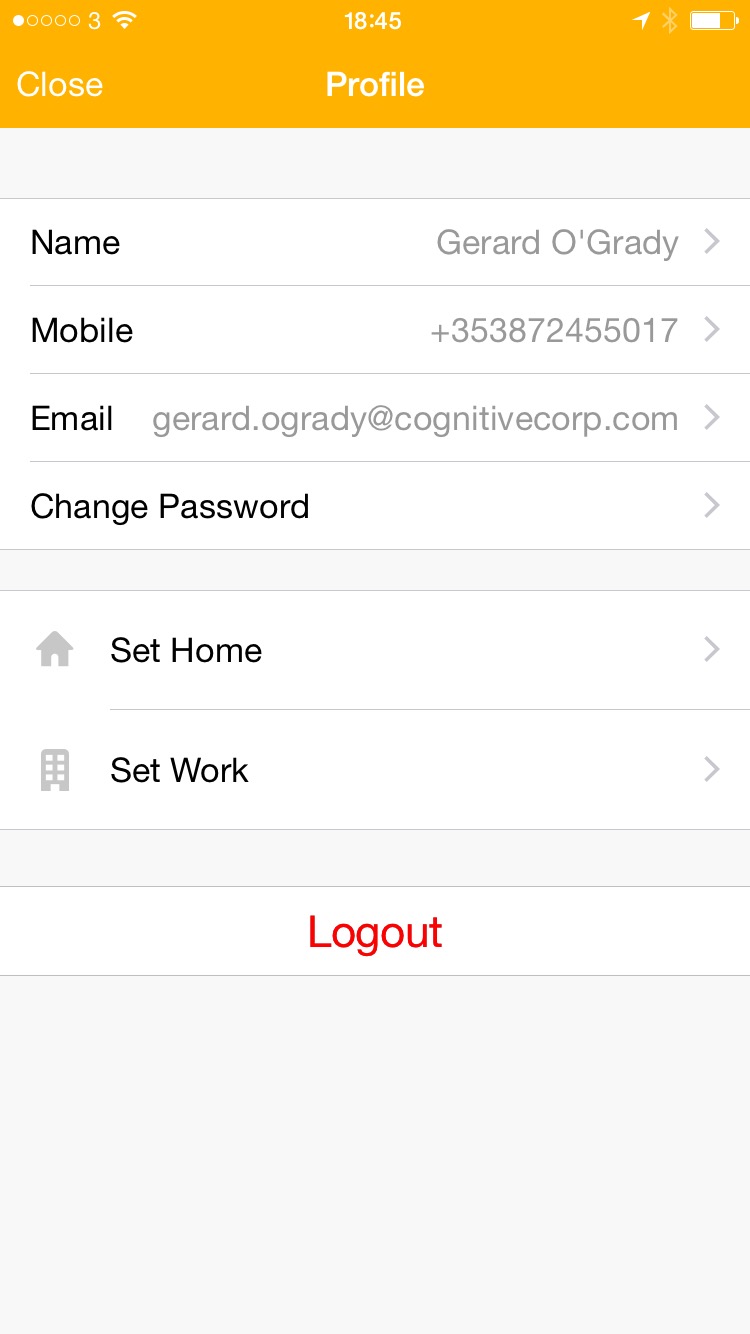 3 18:45
Close Profile
Name Gerard O'Grady
Mobile +353872455017
Email gerard.ogrady@cognitivecorp.com
Change Password
Set Home
Set Work
Logout